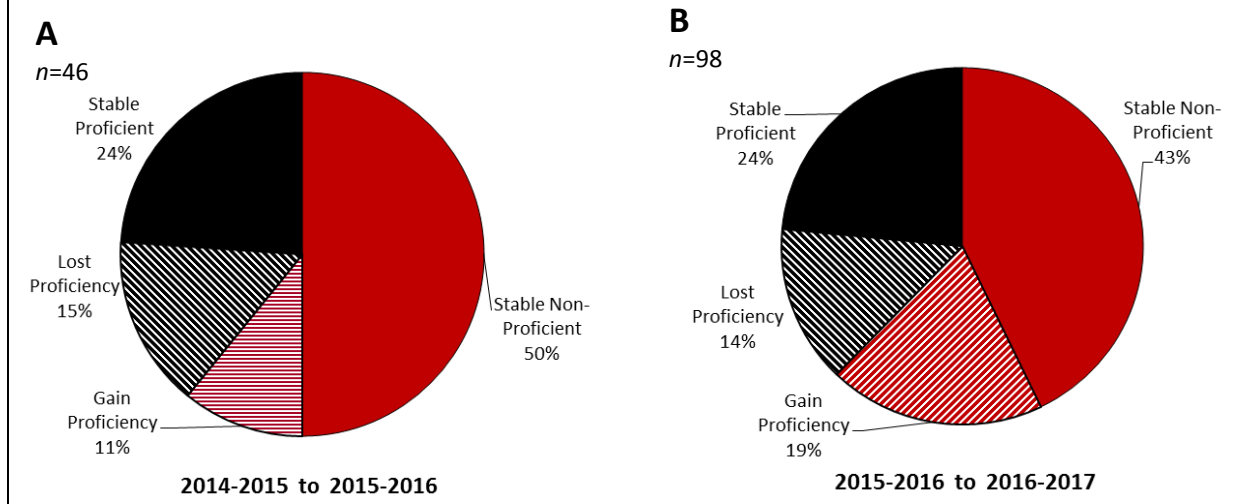 A
n=46
Stable
Proficient
24%
Lost
Proficiency
15%
Gain
Proficiency
11%
Stable Non-
Proficient
50%
2014-2015 to 2015-2016
B
n=98
Stable
Proficient
24%
Stable Non-
Proficient
43%
Lost
Proficiency
14%
Gain
Proficiency
19%
2015-2016 to 2016-2017